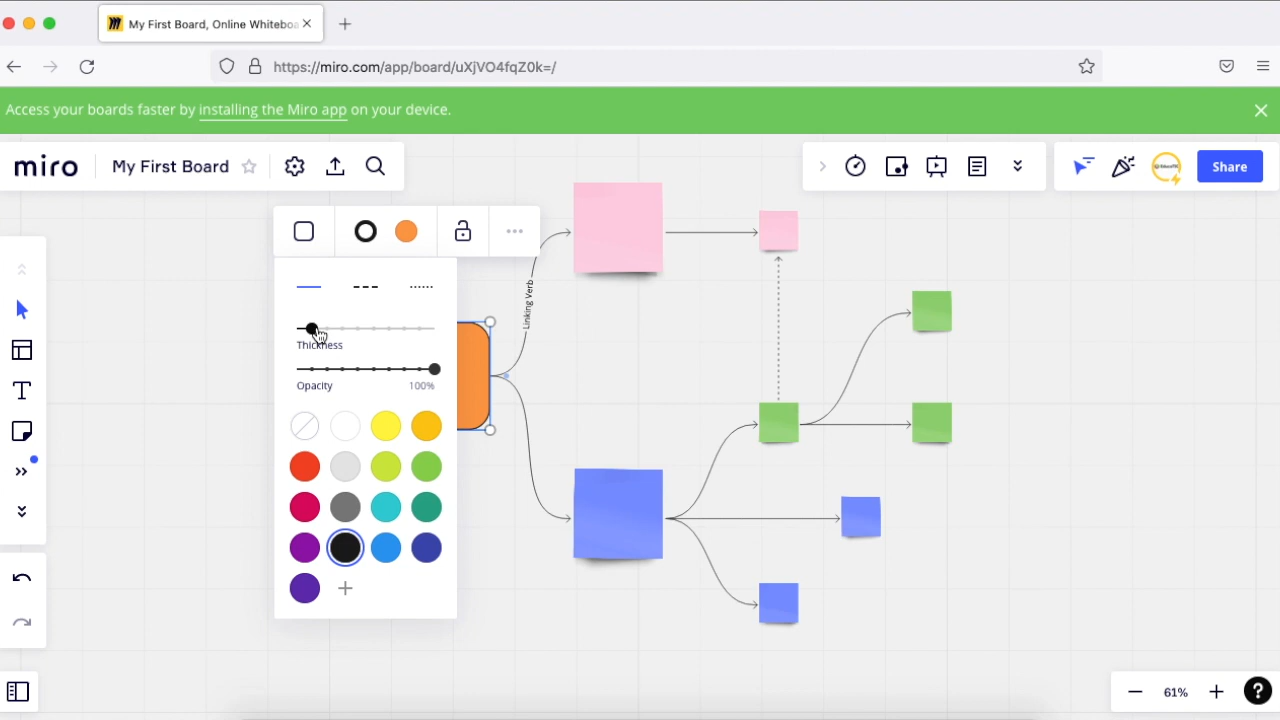 My First Board, Online Whiteboa
https://miro.com/app/board/uXjVO4fqZ0k=/
Access your boards faster by installing the Miro app on your device.
miro
My First Board
Share
Linking Verb
Thickness
Opacity 100%
61%